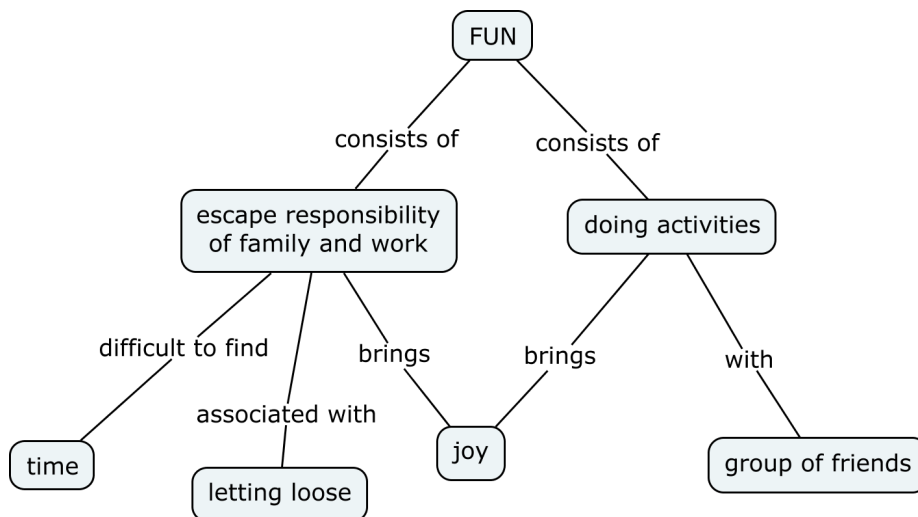 FUN
consists of
consists of
escape responsibility
of family and work
doing activities
difficult to find
brings
brings
with
associated with
time
letting loose
joy
group of friends